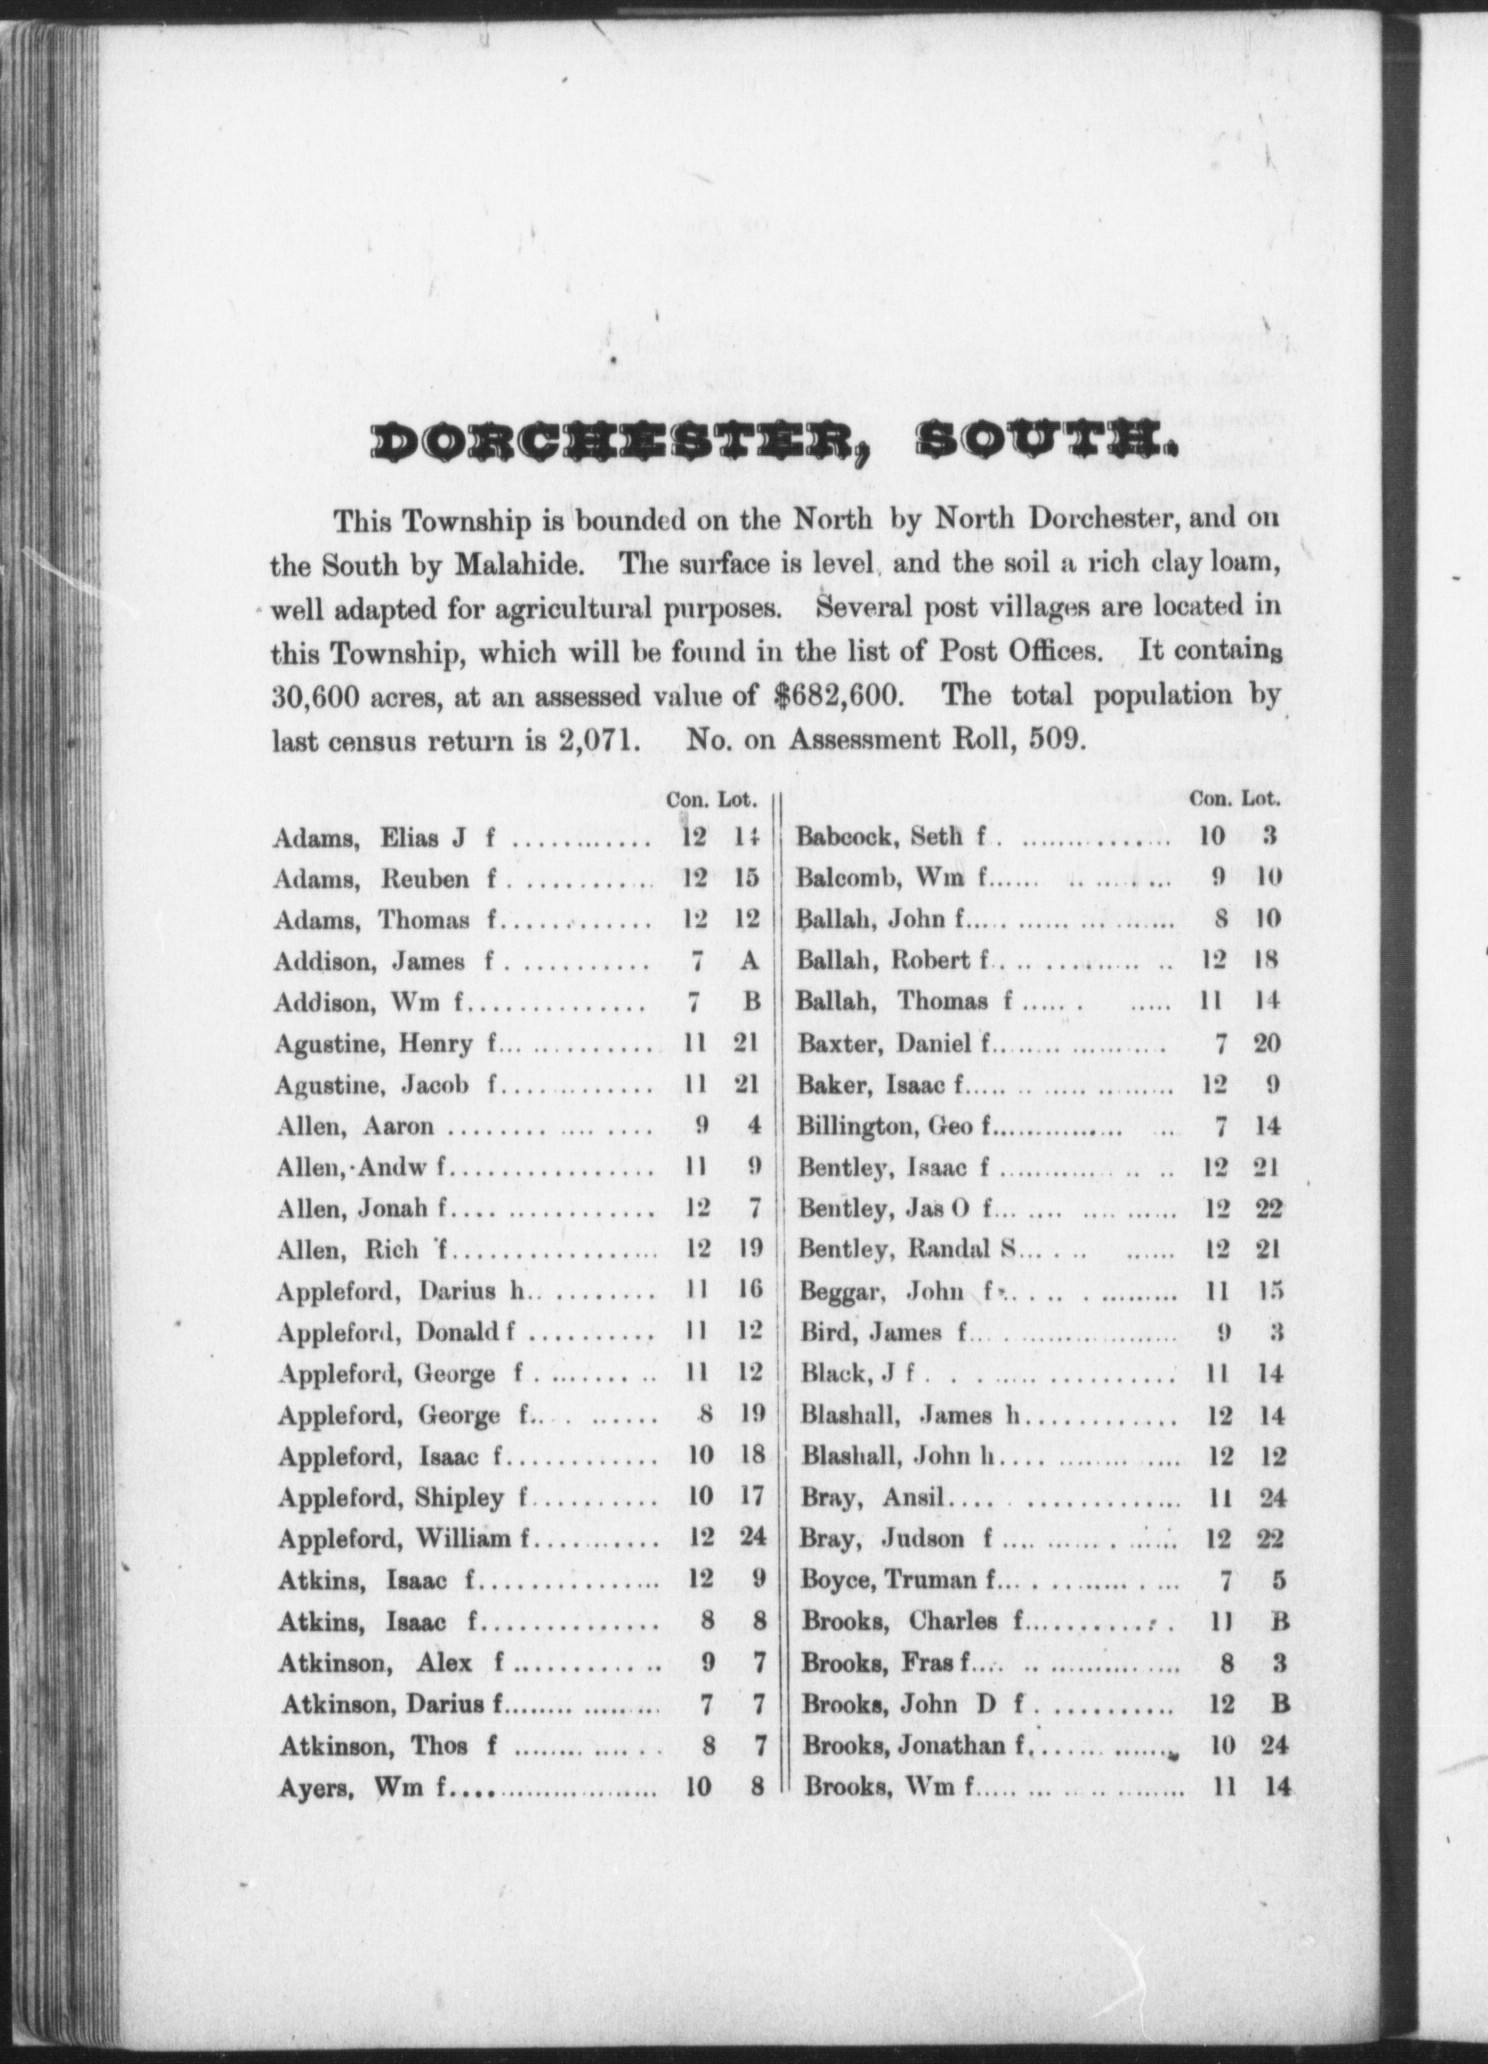 DORCHESTER, SOUTH.
This Township is bounded on the North by North Dorchester, and on
the South by Malahide. The surface is level, and the soil a rich clay loam,
well adapted for agricultural purposes. Several post villages are located in
this Township, which will be found in the list of Post Offices. It contains
30,600 acres, at an assessed value of $682,600. The total population by
last census return is 2,071. No. on Assessment Roll, 509.
Con. Lot.
Adams, Elias J f ............ 12 14
Adams, Reuben f ............ 12 15
Adams, Thomas f............ 12 12
Addison, James f ............ 7 A
Addison, Wm f.............. 7 B
Agustine, Henry f............ 11 21
Agustine, Jacob f............ 11 21
Allen, Aaron ................ 9 4
Allen, Andw f................ 11 9
Allen, Jonah f................ 12 7
Allen, Rich f................ 12 19
Appleford, Darius h.......... 11 16
Appleford, Donald f .......... 11 12
Appleford, George f .......... 11 12
Appleford, George f.......... 8 19
Appleford, Isaac f............ 10 18
Appleford, Shipley f.......... 10 17
Appleford, William f.......... 12 24
Atkins, Isaac f.............. 12 9
Atkins, Isaac f.............. 8 8
Atkinson, Alex f ............ 9 7
Atkinson, Darius f............ 7 7
Atkinson, Thos f ............ 8 7
Ayers, Wm f................ 10 8
Con. Lot.
Babcock, Seth f.............. 10 3
Balcomb, Wm f.............. 9 10
Ballah, John f................ 8 10
Ballah, Robert f.............. 12 18
Ballah, Thomas f ............ 11 14
Baxter, Daniel f.............. 7 20
Baker, Isaac f................ 12 9
Billington, Geo f.............. 7 14
Bentley, Isaac f .............. 12 21
Bentley, Jas O f.............. 12 22
Bentley, Randal S............ 12 21
Beggar, John f.............. 11 15
Bird, James f................ 9 3
Black, J f .................. 11 14
Blashall, James h............ 12 14
Blashall, John h.............. 12 12
Bray, Ansil.................. 11 24
Bray, Judson f .............. 12 22
Boyce, Truman f.............. 7 5
Brooks, Charles f............ 11 B
Brooks, Fras f................ 8 3
Brooks, John D f ............ 12 B
Brooks, Jonathan f............ 10 24
Brooks, Wm f................ 11 14